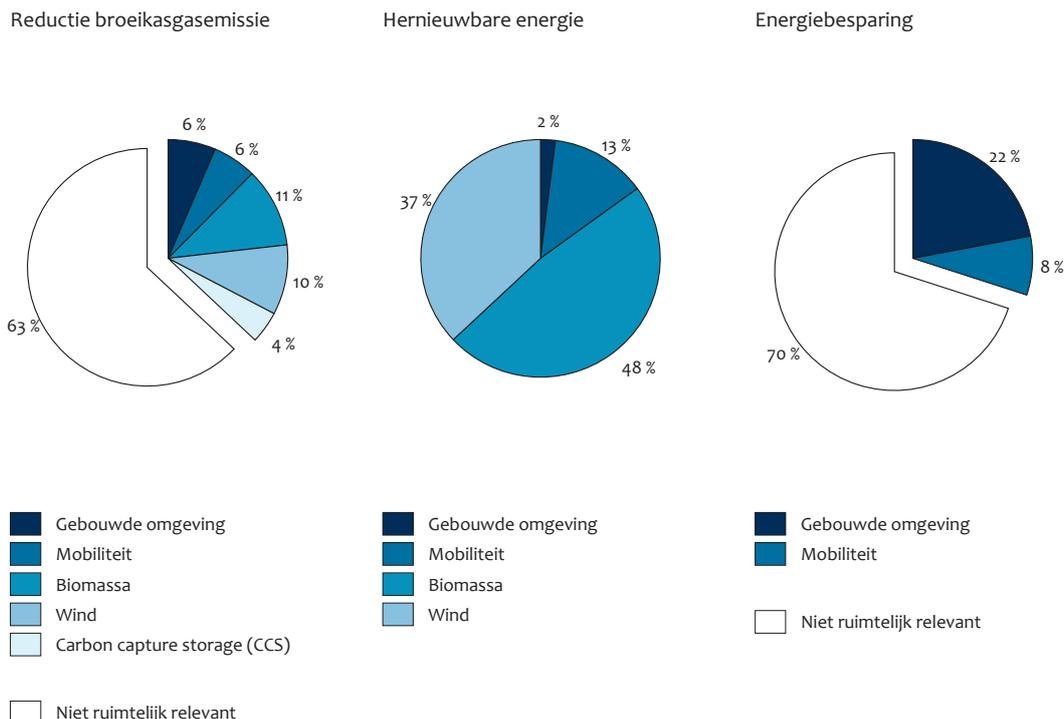 Reductie broeikasgasemissie
6 %
6 %
11 %
10 %
4 %
63 %
Gebouwde omgeving
Mobiliteit
Biomassa
Wind
Carbon capture storage (CCS)
Niet ruimtelijk relevant
Hernieuwbare energie
2 %
13 %
48 %
37 %
Gebouwde omgeving
Mobiliteit
Biomassa
Wind
Energiebesparing
22 %
8 %
70 %
Gebouwde omgeving
Mobiliteit
Niet ruimtelijk relevant